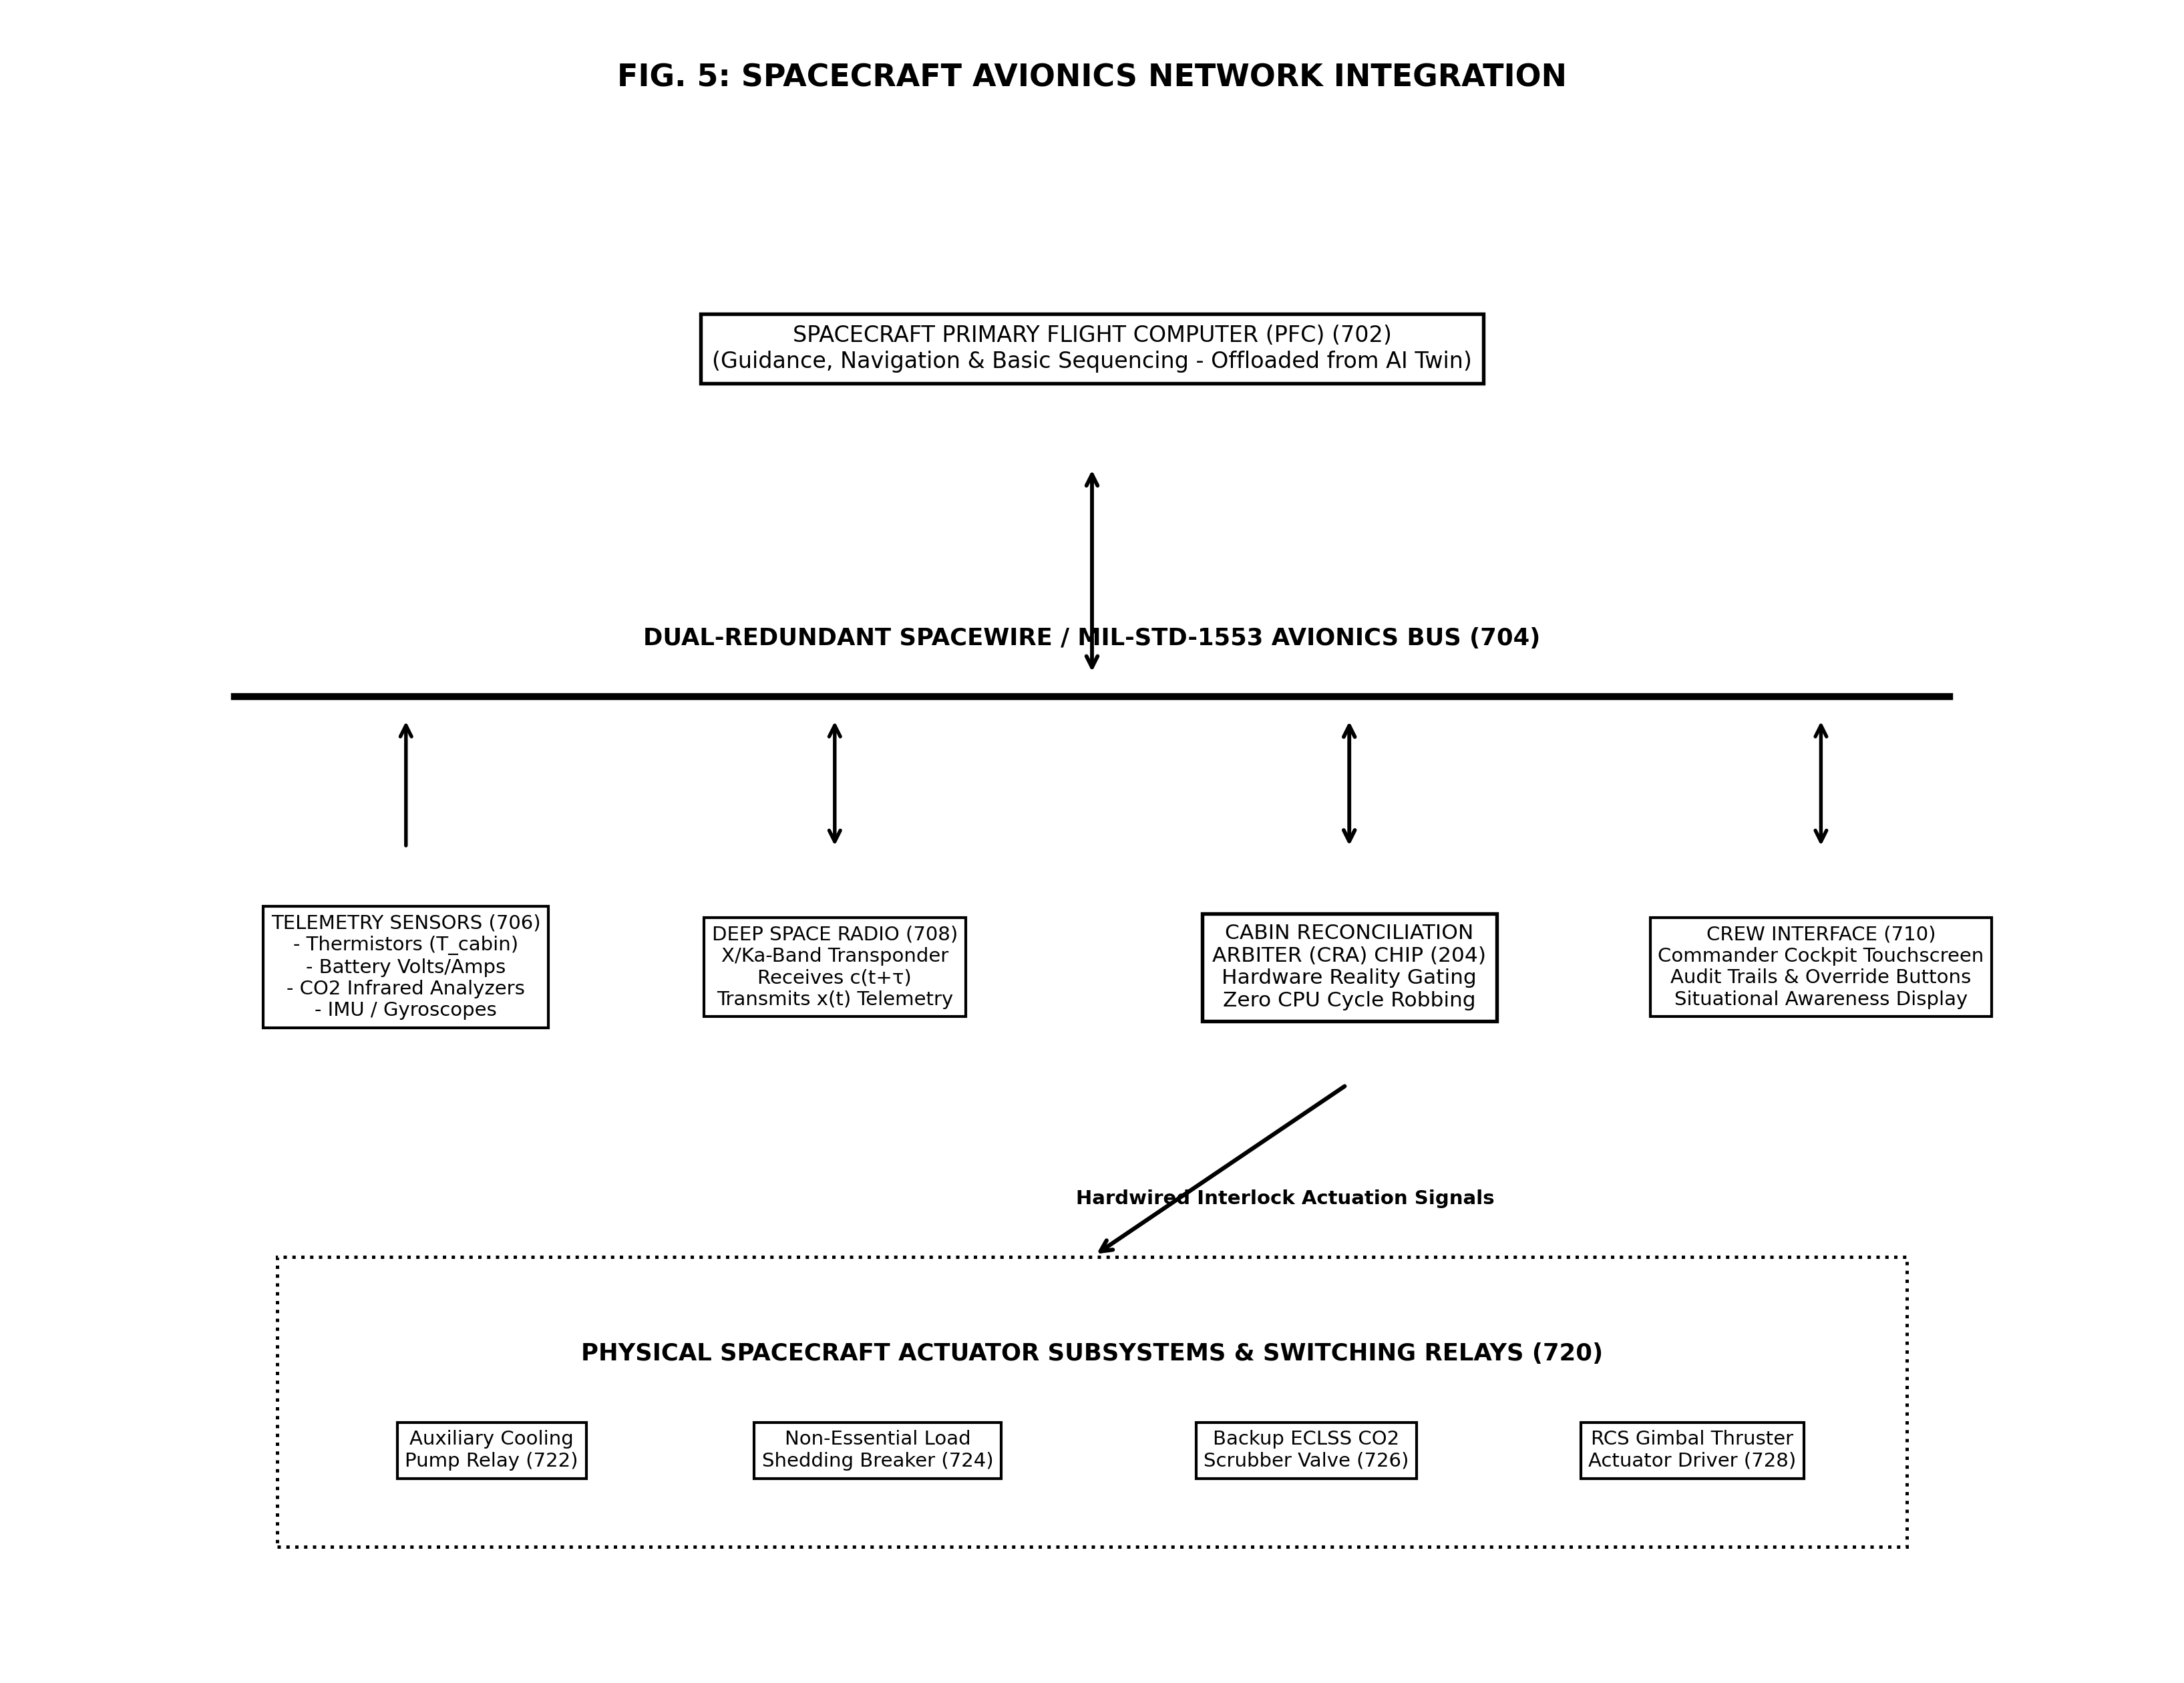 FIG. 5: SPACECRAFT AVIONICS NETWORK INTEGRATION
SPACECRAFT PRIMARY FLIGHT COMPUTER (PFC) (702)
(Guidance, Navigation & Basic Sequencing - Offloaded from AI Twin)
DUAL-REDUNDANT SPACEWIRE / MIL-STD-1553 AVIONICS BUS (704)
TELEMETRY SENSORS (706)
- Thermistors (T_cabin)
- Battery Volts/Amps
- CO2 Infrared Analyzers
- IMU / Gyroscopes
DEEP SPACE RADIO (708)
X/Ka-Band Transponder
Receives c(t+τ)
Transmits x(t) Telemetry
CABIN RECONCILIATION
ARBITER (CRA) CHIP (204)
Hardware Reality Gating
Zero CPU Cycle Robbing
CREW INTERFACE (710)
Commander Cockpit Touchscreen
Audit Trails & Override Buttons
Situational Awareness Display
Hardwired Interlock Actuation Signals
PHYSICAL SPACECRAFT ACTUATOR SUBSYSTEMS & SWITCHING RELAYS (720)
Auxiliary Cooling
Pump Relay (722)
Non-Essential Load
Shedding Breaker (724)
Backup ECLSS CO2
Scrubber Valve (726)
RCS Gimbal Thruster
Actuator Driver (728)